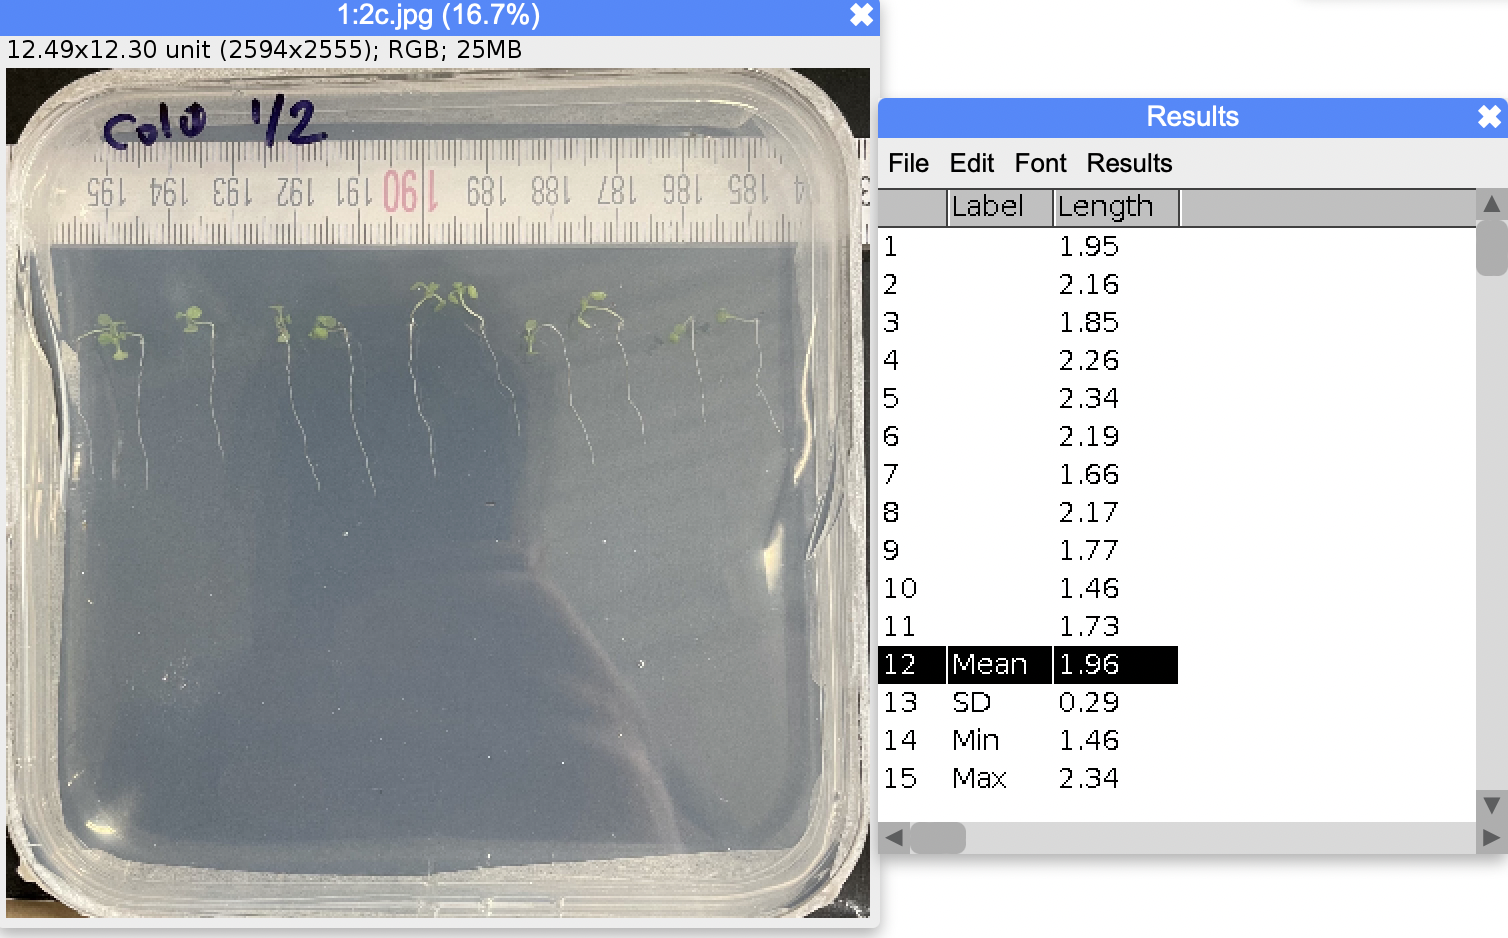 1:2c.jpg (16.7%)
12.49x12.30 unit (2594x2555); RGB; 25MB
Col0 1/2
195 194 193 192 191 190 189 188 187 186 185
Results
File Edit Font Results
Label Length
1 1.95
2 2.16
3 1.85
4 2.26
5 2.34
6 2.19
7 1.66
8 2.17
9 1.77
10 1.46
11 1.73
12 Mean 1.96
13 SD 0.29
14 Min 1.46
15 Max 2.34